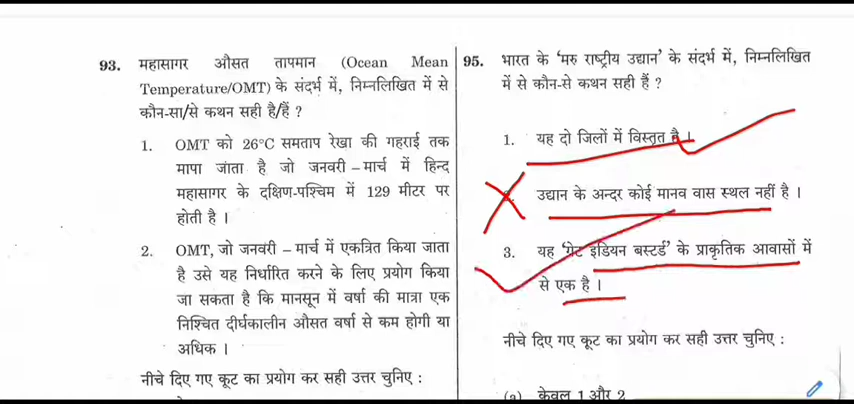 93. महासागर औसत तापमान (Ocean Mean
Temperature/OMT) के संदर्भ में, निम्नलिखित में से
कौन-सा/से कथन सही है/हैं ?
1. OMT को 26°C समताप रेखा की गहराई तक
मापा जाता है जो जनवरी – मार्च में हिन्द
महासागर के दक्षिण-पश्चिम में 129 मीटर पर
होती है ।
2. OMT, जो जनवरी – मार्च में एकत्रित किया जाता
है उसे यह निर्धारित करने के लिए प्रयोग किया
जा सकता है कि मानसून में वर्षा की मात्रा एक
निश्चित दीर्घकालीन औसत वर्षा से कम होगी या
अधिक ।
नीचे दिए गए कूट का प्रयोग कर सही उत्तर चुनिए :
95. भारत के ‘मरु राष्ट्रीय उद्यान’ के संदर्भ में, निम्नलिखित
में से कौन-से कथन सही हैं ?
1. यह दो जिलों में विस्तृत है ।
उद्यान के अन्दर कोई मानव वास स्थल नहीं है ।
3. यह ‘ग्रेट इंडियन बस्टर्ड’ के प्राकृतिक आवासों में
से एक है ।
नीचे दिए गए कूट का प्रयोग कर सही उत्तर चुनिए :
(a) केवल 1 और 2